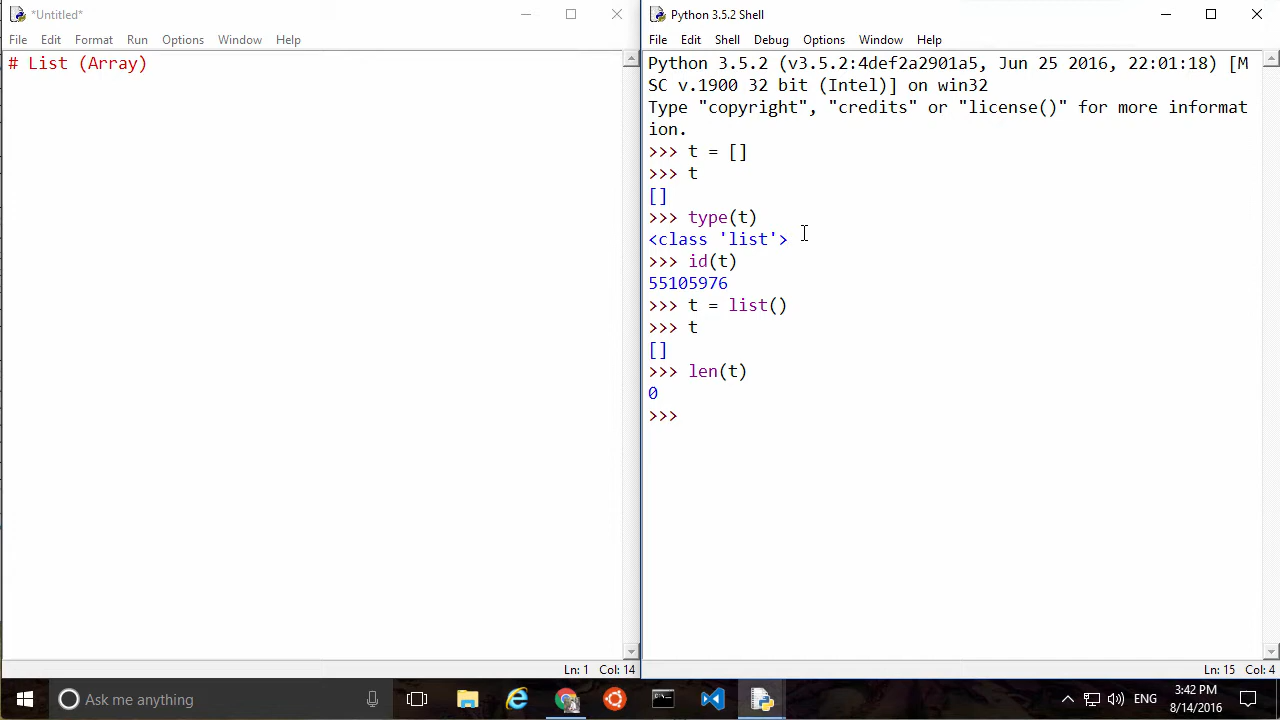 *Untitled*
File Edit Format Run Options Window Help
# List (Array)
Ln: 1 Col: 14
Python 3.5.2 Shell
File Edit Shell Debug Options Window Help
Python 3.5.2 (v3.5.2:4def2a2901a5, Jun 25 2016, 22:01:18) [M
SC v.1900 32 bit (Intel)] on win32
Type "copyright", "credits" or "license()" for more informat
ion.
>>> t = []
>>> t
[]
>>> type(t)
<class 'list'>
>>> id(t)
55105976
>>> t = list()
>>> t
[]
>>> len(t)
0
>>>
Ln: 15 Col: 4
Ask me anything
ENG
3:42 PM
8/14/2016